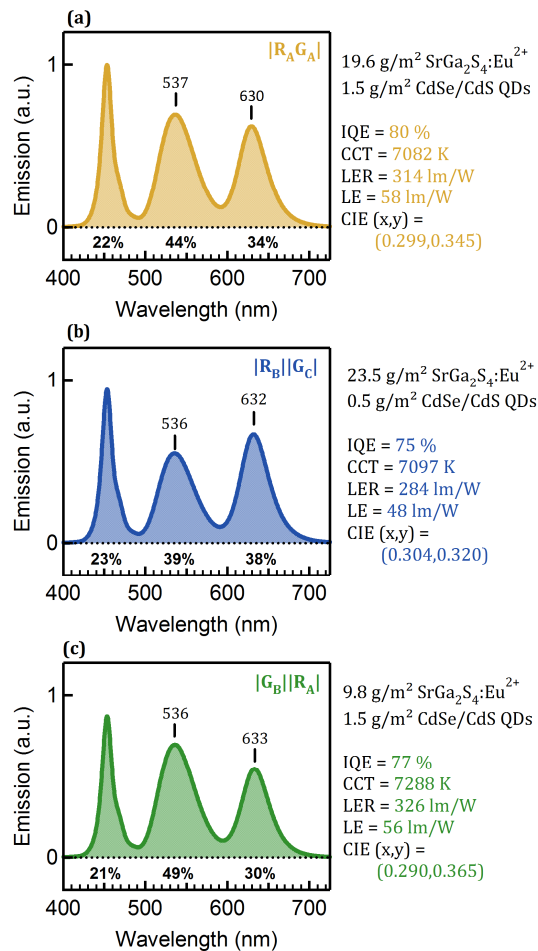 (a)
|R_A G_A|
537
630
1
0
Emission (a.u.)
22% 44% 34%
400 500 600 700
Wavelength (nm)
19.6 g/m² SrGa₂S₄:Eu²⁺
1.5 g/m² CdSe/CdS QDs
IQE = 80 %
CCT = 7082 K
LER = 314 lm/W
LE = 58 lm/W
CIE (x,y) =
(0.299,0.345)
(b)
|R_B||G_C|
536
632
1
0
Emission (a.u.)
23% 39% 38%
400 500 600 700
Wavelength (nm)
23.5 g/m² SrGa₂S₄:Eu²⁺
0.5 g/m² CdSe/CdS QDs
IQE = 75 %
CCT = 7097 K
LER = 284 lm/W
LE = 48 lm/W
CIE (x,y) =
(0.304,0.320)
(c)
|G_B||R_A|
536
633
1
0
Emission (a.u.)
21% 49% 30%
400 500 600 700
Wavelength (nm)
9.8 g/m² SrGa₂S₄:Eu²⁺
1.5 g/m² CdSe/CdS QDs
IQE = 77 %
CCT = 7288 K
LER = 326 lm/W
LE = 56 lm/W
CIE (x,y) =
(0.290,0.365)